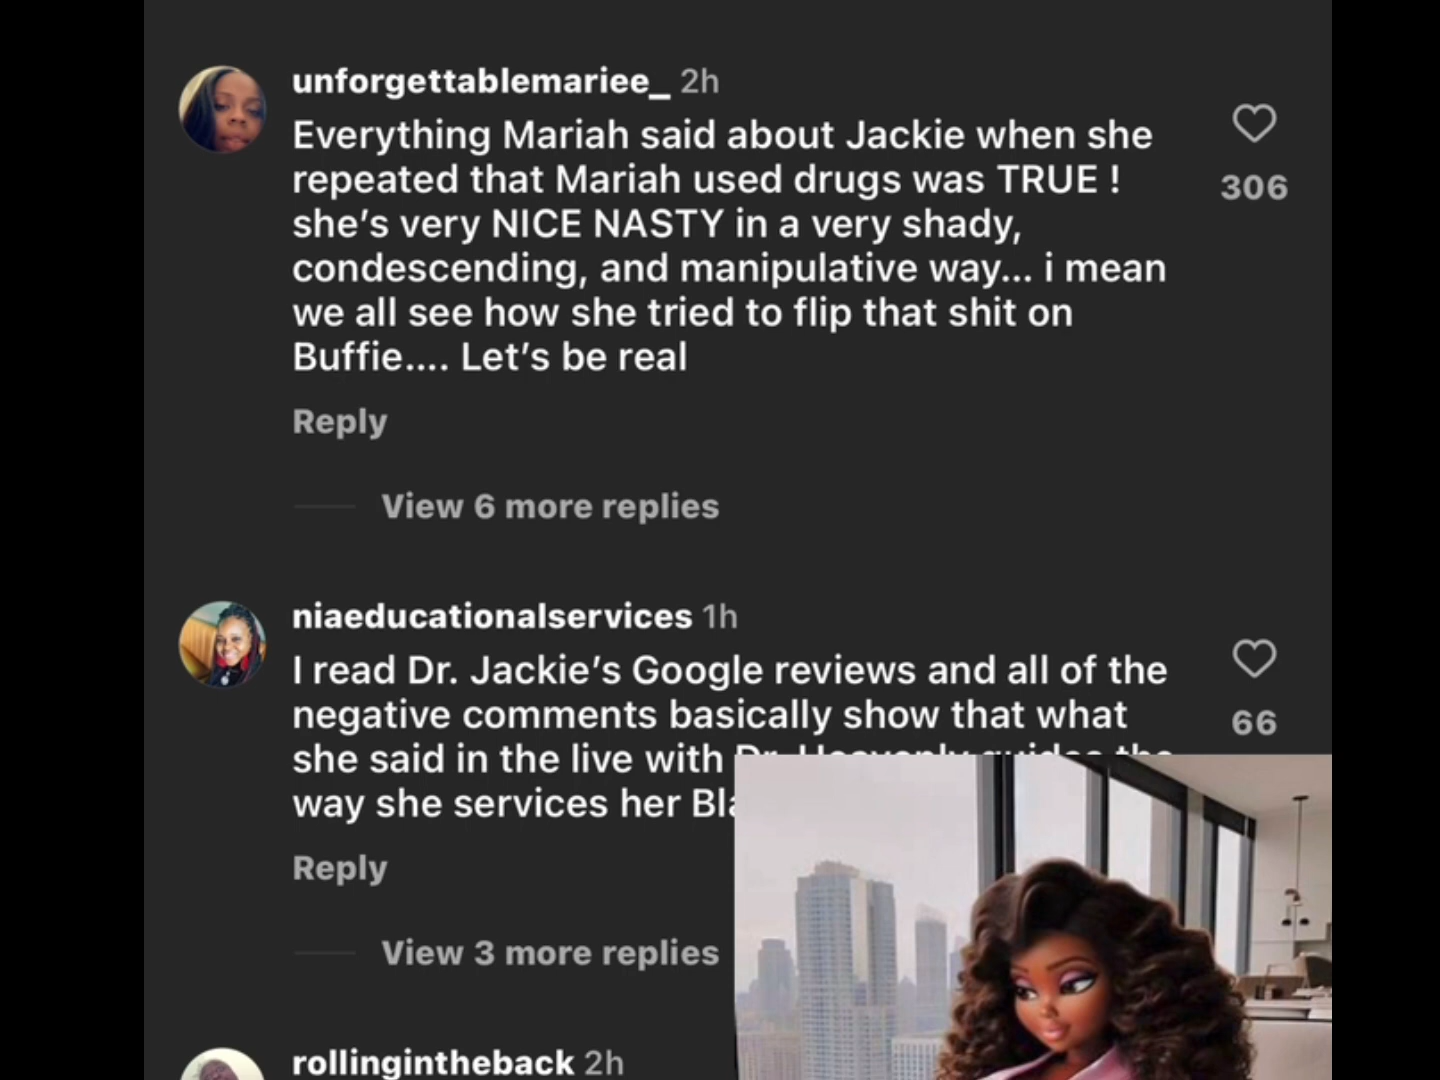 unforgettablemariee_ 2h
Everything Mariah said about Jackie when she
repeated that Mariah used drugs was TRUE !
she's very NICE NASTY in a very shady,
condescending, and manipulative way... i mean
we all see how she tried to flip that shit on
Buffie.... Let's be real
306
Reply
View 6 more replies
niaeducationalservices 1h
I read Dr. Jackie's Google reviews and all of the
negative comments basically show that what
she said in the live with Dr. Heavenly guides the
way she services her
66
Reply
View 3 more replies
rollingintheback 2h